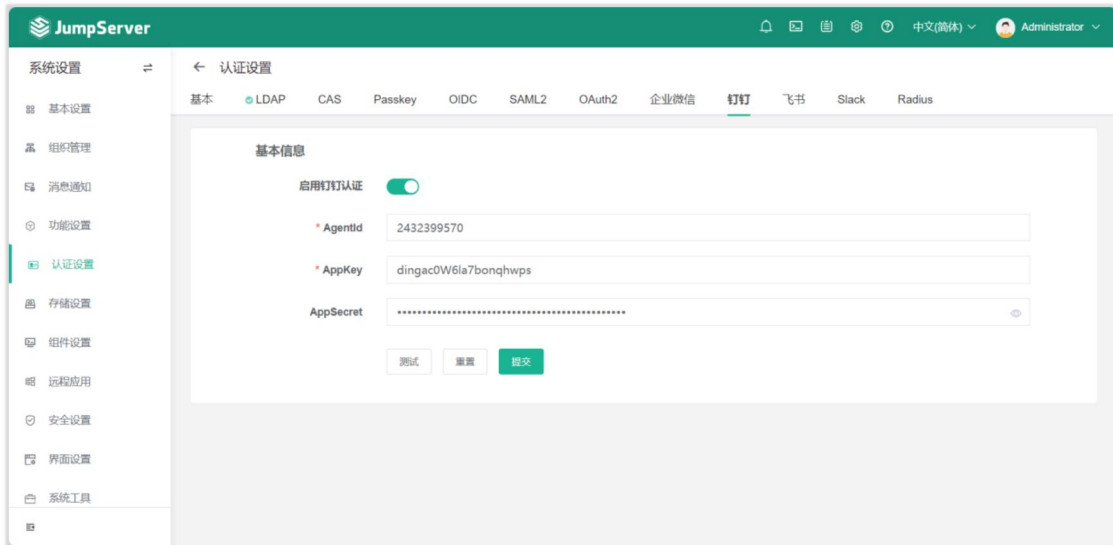 JumpServer
中文(简体)
Administrator
系统设置
认证设置
基本 LDAP CAS Passkey OIDC SAML2 OAuth2 企业微信 钉钉 飞书 Slack Radius
基本设置
组织管理
消息通知
功能设置
认证设置
存储设置
组件设置
远程应用
安全设置
界面设置
系统工具
基本信息
启用钉钉认证
* AgentId 2432399570
* AppKey dingac0W6la7bonqhwps
AppSecret ••••••••••••••••••••••••••••••••••••••••••••••
测试 重置 提交